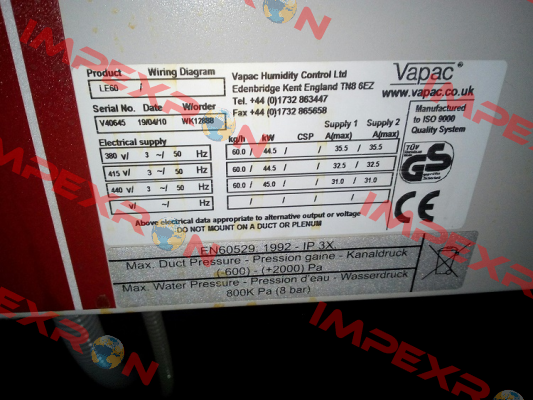 Product Wiring Diagram
LE60 /
Serial No. Date W/order
V40645 19/04/10 WK12888
Electrical supply
380 v/ 3 ~/ 50 Hz
415 v/ 3 ~/ 50 Hz
440 v/ 3 ~/ 50 Hz
v/ ~/ Hz
Vapac Humidity Control Ltd
Edenbridge Kent England TN8 6EZ
Tel. +44 (0)1732 863447
Fax +44 (0)1732 865658
Supply 1 Supply 2
kg/h kW CSP A(max) A(max)
60.0 / 44.5 / / 35.5 / 35.5
60.0 / 44.5 / / 32.5 / 32.5
60.0 / 45.0 / / 31.0 / 31.0
/ / / /
Vapac®
www.vapac.co.uk
Manufactured
to ISO 9000
Quality System
TÜV
GS
CE
Above electrical data appropriate to alternative output or voltage
DO NOT MOUNT ON A DUCT OR PLENUM
EN60529: 1992 - IP 3X
Max. Duct Pressure - Pression gaine - Kanaldruck
(-600) - (+2000) Pa
Max. Water Pressure - Pression d'eau - Wasserdruck
800K Pa (8 bar)
IMPEXRON
IMPEXRON
IMPEXRON
IMPEXRON